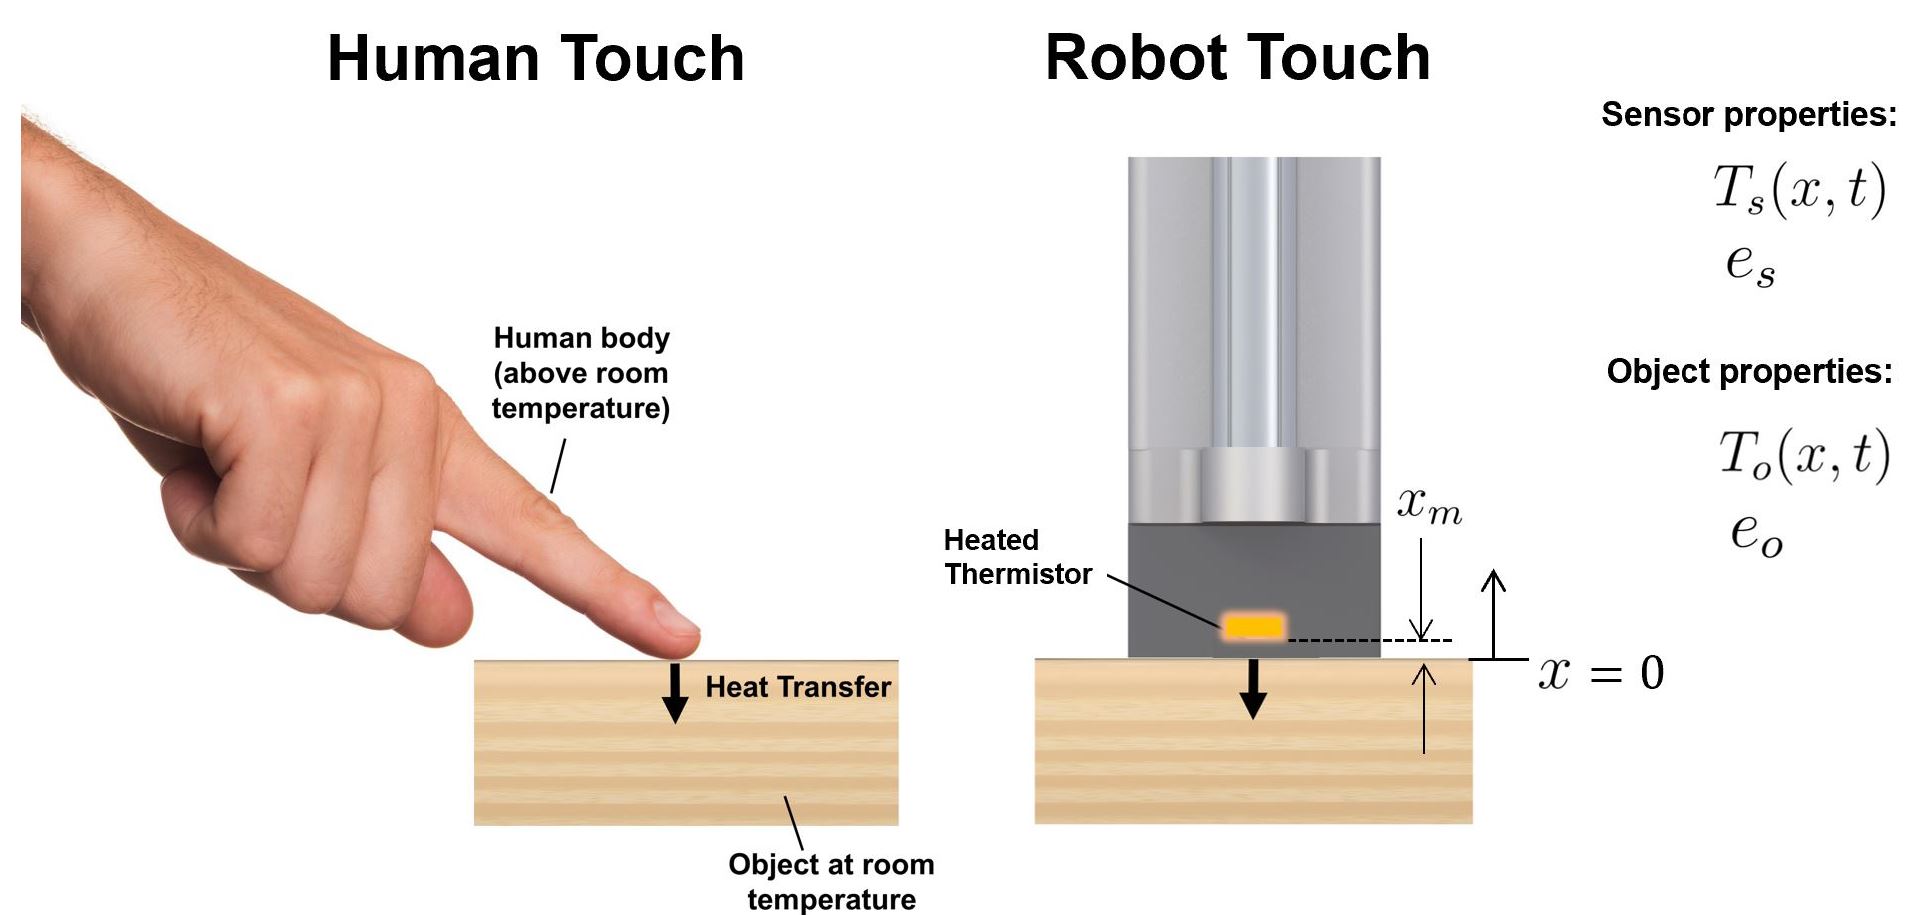 Human Touch
Robot Touch
Sensor properties:
T_s(x, t)
e_s
Human body
(above room
temperature)
Object properties:
T_o(x, t)
e_o
x_m
Heated
Thermistor
x = 0
Heat Transfer
Object at room
temperature